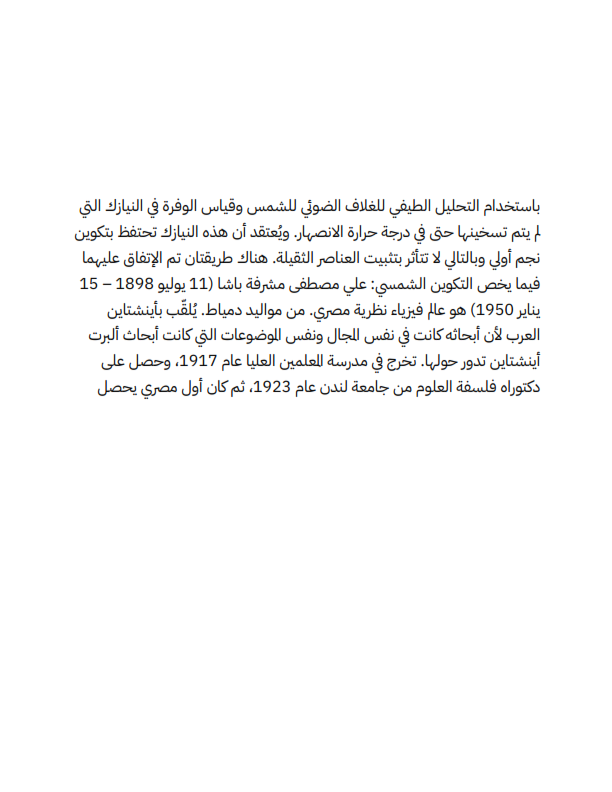 باستخدام التحليل الطيفي للغلاف الضوئي للشمس وقياس الوفرة في النيازك التي
لم يتم تسخينها حتى في درجة حرارة الانصهار. ويُعتقد أن هذه النيازك تحتفظ بتكوين
نجم أولي وبالتالي لا تتأثر بتثبيت العناصر الثقيلة. هناك طريقتان تم الإتفاق عليهما
فيما يخص التكوين الشمسي: علي مصطفى مشرفة باشا (11 يوليو 1898 – 15
يناير 1950) هو عالم فيزياء نظرية مصري. من مواليد دمياط. يُلقّب بأينشتاين
العرب لأن أبحاثه كانت في نفس المجال ونفس الموضوعات التي كانت أبحاث ألبرت
أينشتاين تدور حولها. تخرج في مدرسة المعلمين العليا عام 1917، وحصل على
دكتوراه فلسفة العلوم من جامعة لندن عام 1923، ثم كان أول مصري يحصل